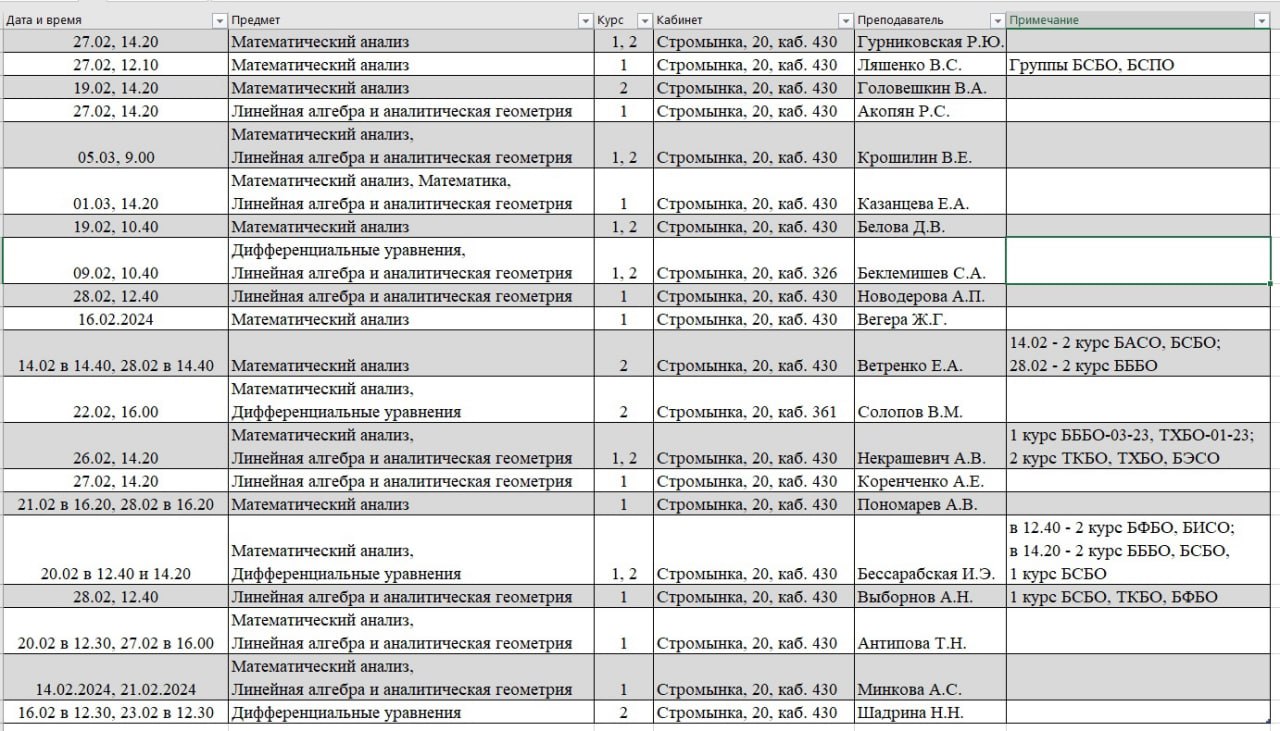 Дата и время Предмет Курс Кабинет Преподаватель Примечание
27.02, 14.20 Математический анализ 1, 2 Стромынка, 20, каб. 430 Гурниковская Р.Ю.
27.02, 12.10 Математический анализ 1 Стромынка, 20, каб. 430 Ляшенко В.С. Группы БСБО, БСПО
19.02, 14.20 Математический анализ 2 Стромынка, 20, каб. 430 Головешкин В.А.
27.02, 14.20 Линейная алгебра и аналитическая геометрия 1 Стромынка, 20, каб. 430 Акопян Р.С.
Математический анализ,
05.03, 9.00 Линейная алгебра и аналитическая геометрия 1, 2 Стромынка, 20, каб. 430 Крошилин В.Е.
Математический анализ, Математика,
01.03, 14.20 Линейная алгебра и аналитическая геометрия 1 Стромынка, 20, каб. 430 Казанцева Е.А.
19.02, 10.40 Математический анализ 1, 2 Стромынка, 20, каб. 430 Белова Д.В.
Дифференциальные уравнения,
09.02, 10.40 Линейная алгебра и аналитическая геометрия 1, 2 Стромынка, 20, каб. 326 Беклемишев С.А.
28.02, 12.40 Линейная алгебра и аналитическая геометрия 1 Стромынка, 20, каб. 430 Новодерова А.П.
16.02.2024 Математический анализ 1 Стромынка, 20, каб. 430 Вегера Ж.Г.
14.02 - 2 курс БАСО, БСБО;
14.02 в 14.40, 28.02 в 14.40 Математический анализ 2 Стромынка, 20, каб. 430 Ветренко Е.А. 28.02 - 2 курс БББО
Математический анализ,
22.02, 16.00 Дифференциальные уравнения 2 Стромынка, 20, каб. 361 Солопов В.М.
Математический анализ, 1 курс БББО-03-23, ТХБО-01-23;
26.02, 14.20 Линейная алгебра и аналитическая геометрия 1, 2 Стромынка, 20, каб. 430 Некрашевич А.В. 2 курс ТКБО, ТХБО, БЭСО
27.02, 14.20 Линейная алгебра и аналитическая геометрия 1 Стромынка, 20, каб. 430 Коренченко А.Е.
21.02 в 16.20, 28.02 в 16.20 Математический анализ 1 Стромынка, 20, каб. 430 Пономарев А.В.
в 12.40 - 2 курс БФБО, БИСО;
Математический анализ, в 14.20 - 2 курс БББО, БСБО,
20.02 в 12.40 и 14.20 Дифференциальные уравнения 1, 2 Стромынка, 20, каб. 430 Бессарабская И.Э. 1 курс БСБО
28.02, 12.40 Линейная алгебра и аналитическая геометрия 1 Стромынка, 20, каб. 430 Выборнов А.Н. 1 курс БСБО, ТКБО, БФБО
Математический анализ,
20.02 в 12.30, 27.02 в 16.00 Линейная алгебра и аналитическая геометрия 1 Стромынка, 20, каб. 430 Антипова Т.Н.
Математический анализ,
14.02.2024, 21.02.2024 Линейная алгебра и аналитическая геометрия 1 Стромынка, 20, каб. 430 Минкова А.С.
16.02 в 12.30, 23.02 в 12.30 Дифференциальные уравнения 2 Стромынка, 20, каб. 430 Шадрина Н.Н.